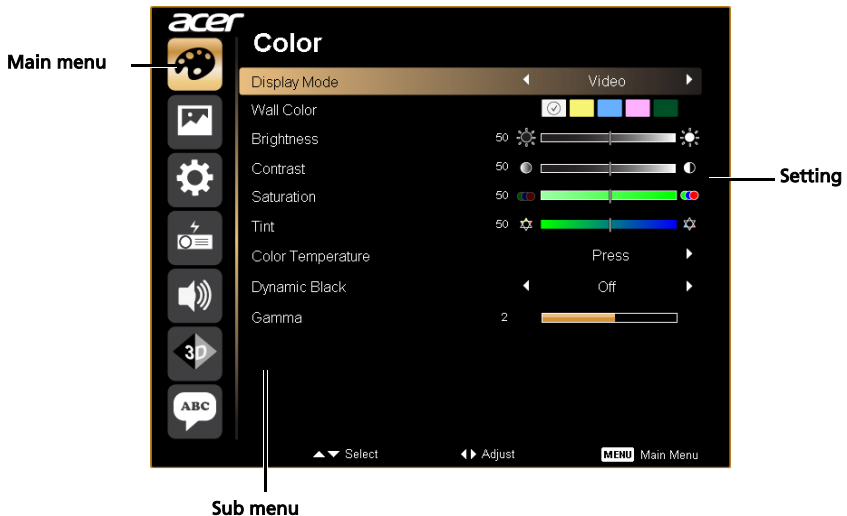 acer
Color
Main menu
Display Mode Video
Wall Color
Brightness 50
Contrast 50
Setting
Saturation 50
Tint 50
Color Temperature Press
Dynamic Black Off
Gamma 2
3D
ABC
Select Adjust MENU Main Menu
Sub menu